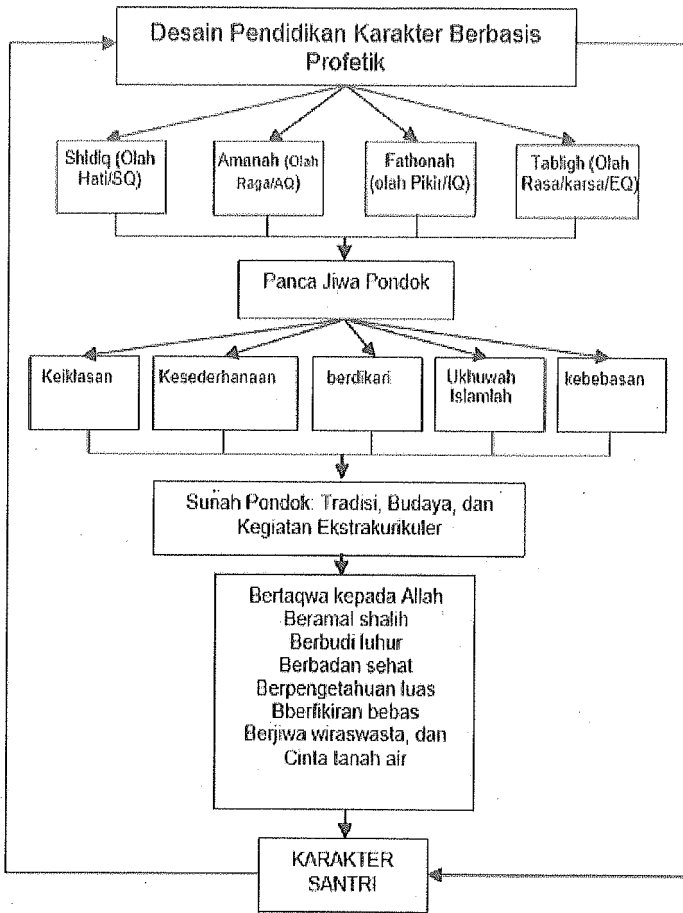 Desain Pendidikan Karakter Berbasis
Profetik
Shidiq (Olah
Hati/SQ)
Amanah (Olah
Raga/AQ)
Fathonah
(olah Pikir/IQ)
Tabligh (Olah
Rasa/karsa/EQ)
Panca Jiwa Pondok
Keiklasan
Kesederhanaan
berdikari
Ukhuwah
Islamiah
kebebasan
Sunah Pondok: Tradisi, Budaya, dan
Kegiatan Ekstrakurikuler
Bertaqwa kepada Allah
Beramal shalih
Berbudi luhur
Berbadan sehat
Berpengetahuan luas
Bberfikiran bebas
Berjiwa wiraswasta, dan
Cinta tanah air
KARAKTER
SANTRI